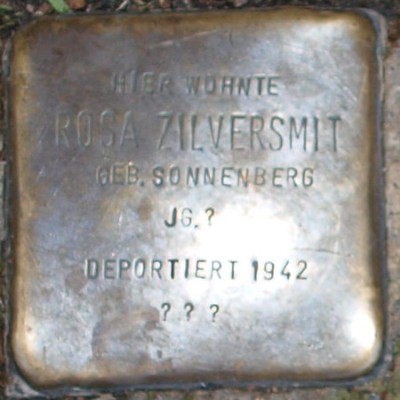 HIER WOHNTE
ROSA ZILVERSMIT
GEB. SONNENBERG
JG. ?
DEPORTIERT 1942
? ? ?